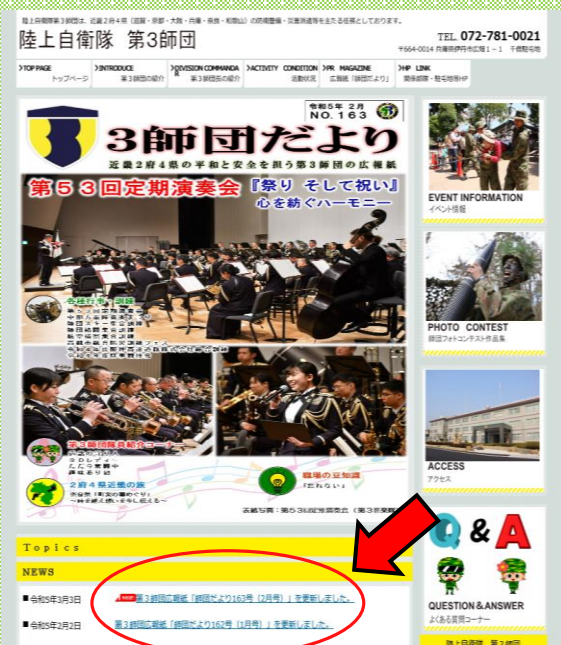 陸上自衛隊第3師団は、近畿2府4県（滋賀・京都・大阪・兵庫・奈良・和歌山）の防衛警備・災害派遣等を主たる任務としております。
陸上自衛隊 第3師団
TEL. 072-781-0021
〒664-0014 兵庫県伊丹市広畑1-1 千僧駐屯地
>TOP PAGE
トップページ
>INTRODUCE
第3師団の紹介
>DIVISION COMMANDA
R
第3師団長の紹介
>ACTIVITY CONDITION
活動状況
>PR MAGAZINE
広報紙「師団だより」
>HP LINK
関係部隊・駐屯地等HP
令和5年 2月
NO.163
3師団だより
近畿2府4県の平和と安全を担う第3師団の広報紙
第53回定期演奏会『祭り そして祝い』
心を紡ぐハーモニー
各種行事・訓練
第3師団隊員紹介コーナー
2府4県近畿の旅
職場の豆知識
「忘れない」
EVENT INFORMATION
イベント情報
PHOTO CONTEST
師団フォトコンテスト作品集
ACCESS
アクセス
Q & A
QUESTION&ANSWER
よくある質問コーナー
陸上自衛隊 第3師団
Topics
NEWS
■令和5年3月3日
第3師団広報紙「師団だより163号（2月号）」を更新しました。
■令和5年2月2日
第3師団広報紙「師団だより162号（1月号）」を更新しました。